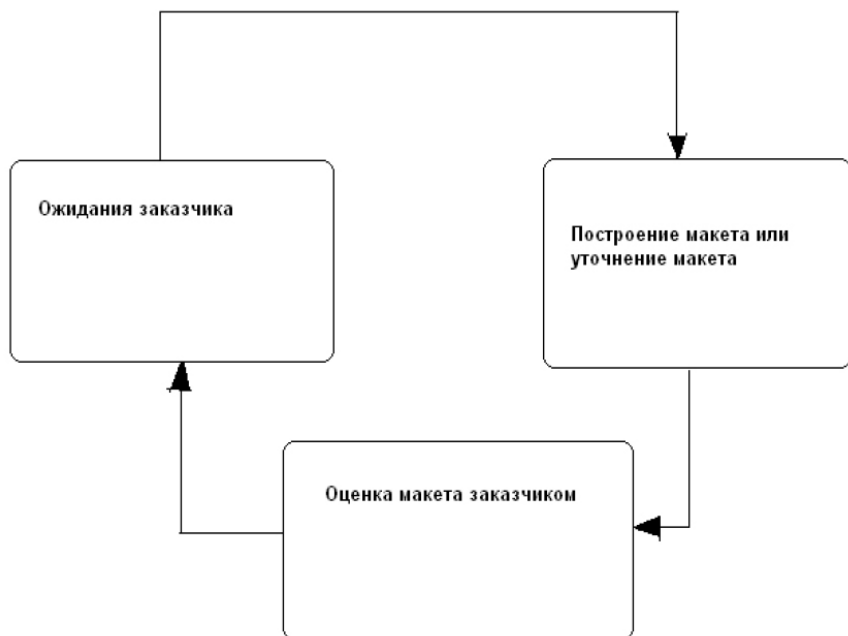 Ожидания заказчика
Построение макета или
уточнение макета
Оценка макета заказчиком